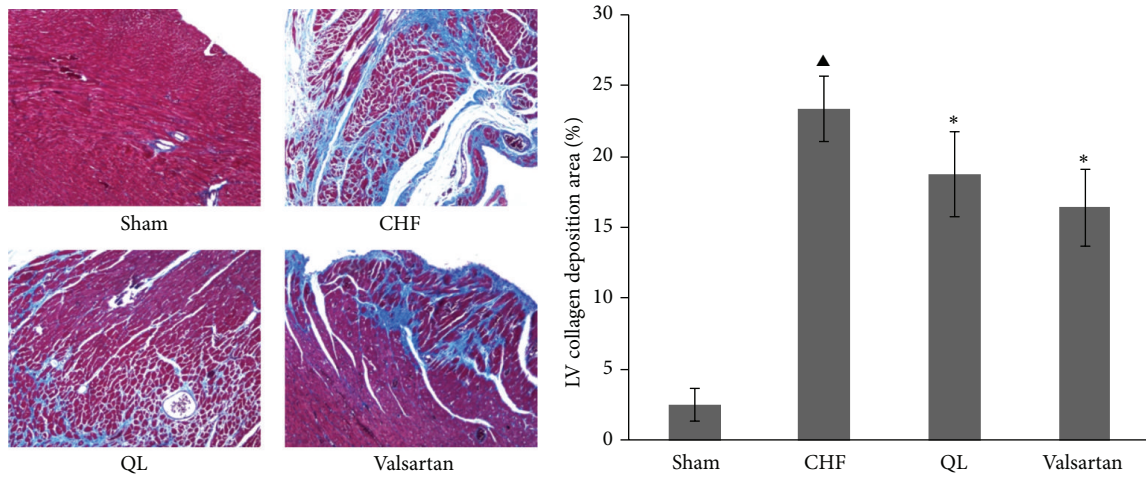 Sham
CHF
QL
Valsartan
LV collagen deposition area (%)
30
25
20
15
10
5
0
▲
*
*
Sham
CHF
QL
Valsartan